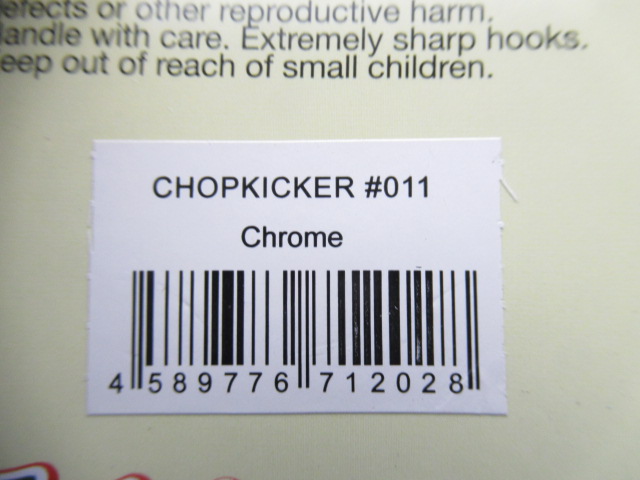 efects or other reproductive harm.
andle with care. Extremely sharp hooks.
eep out of reach of small children.
CHOPKICKER #011
Chrome
4 589776 712028